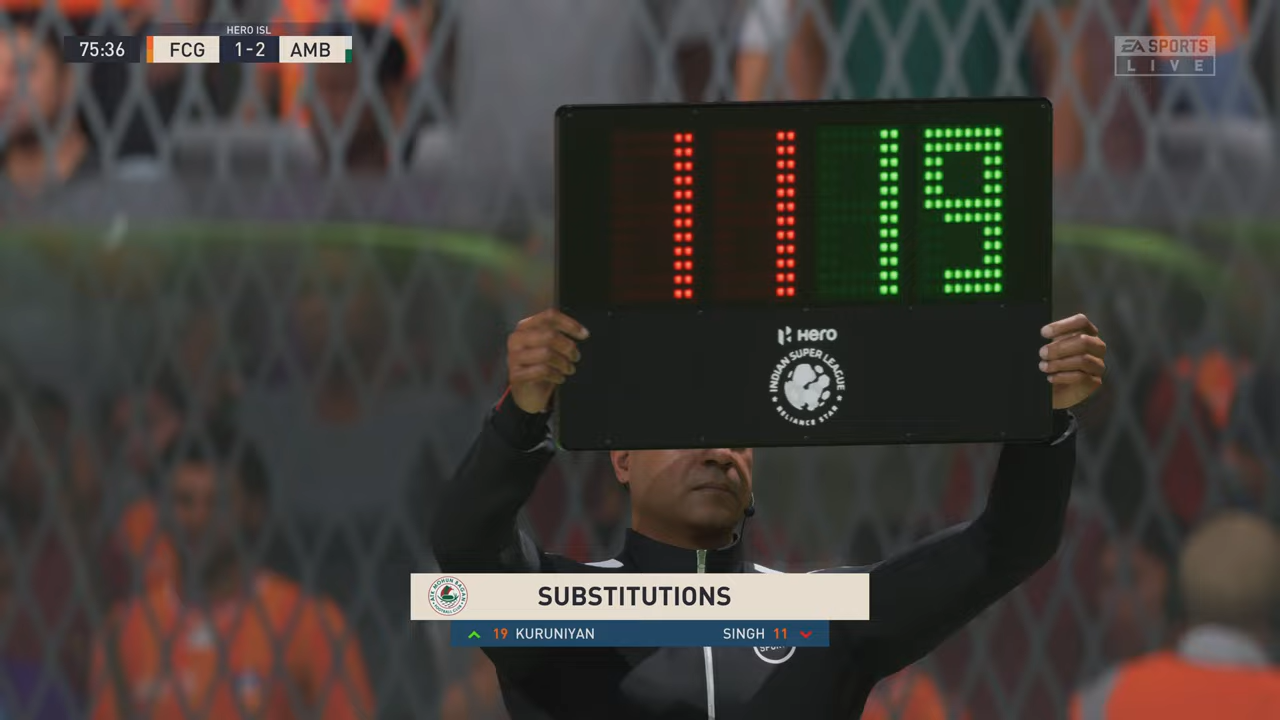 HERO ISL
75:36 FCG 1-2 AMB
EA SPORTS
LIVE
11 19
Hero
INDIAN SUPER LEAGUE
RELIANCE STAR
SUBSTITUTIONS
19 KURUNIYAN SINGH 11